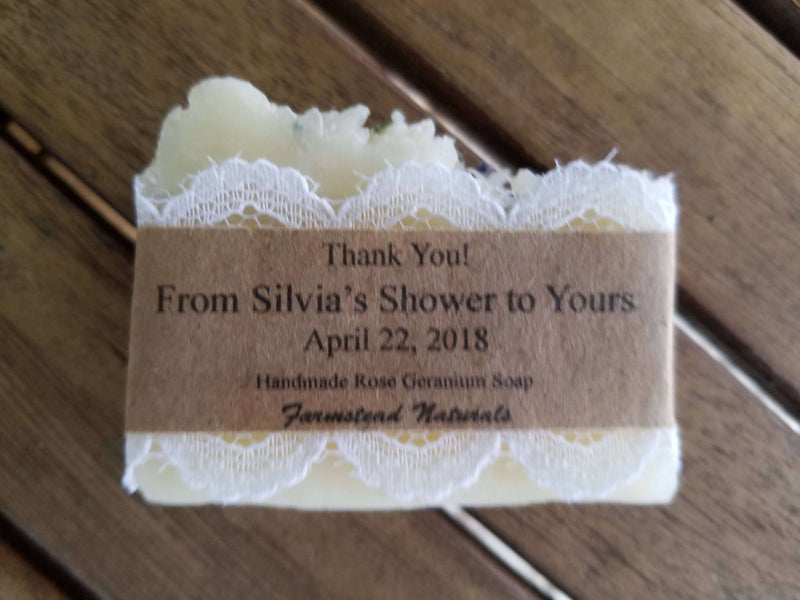 Thank You!
From Silvia's Shower to Yours
April 22, 2018
Handmade Rose Geranium Soap
Farmstead Naturals